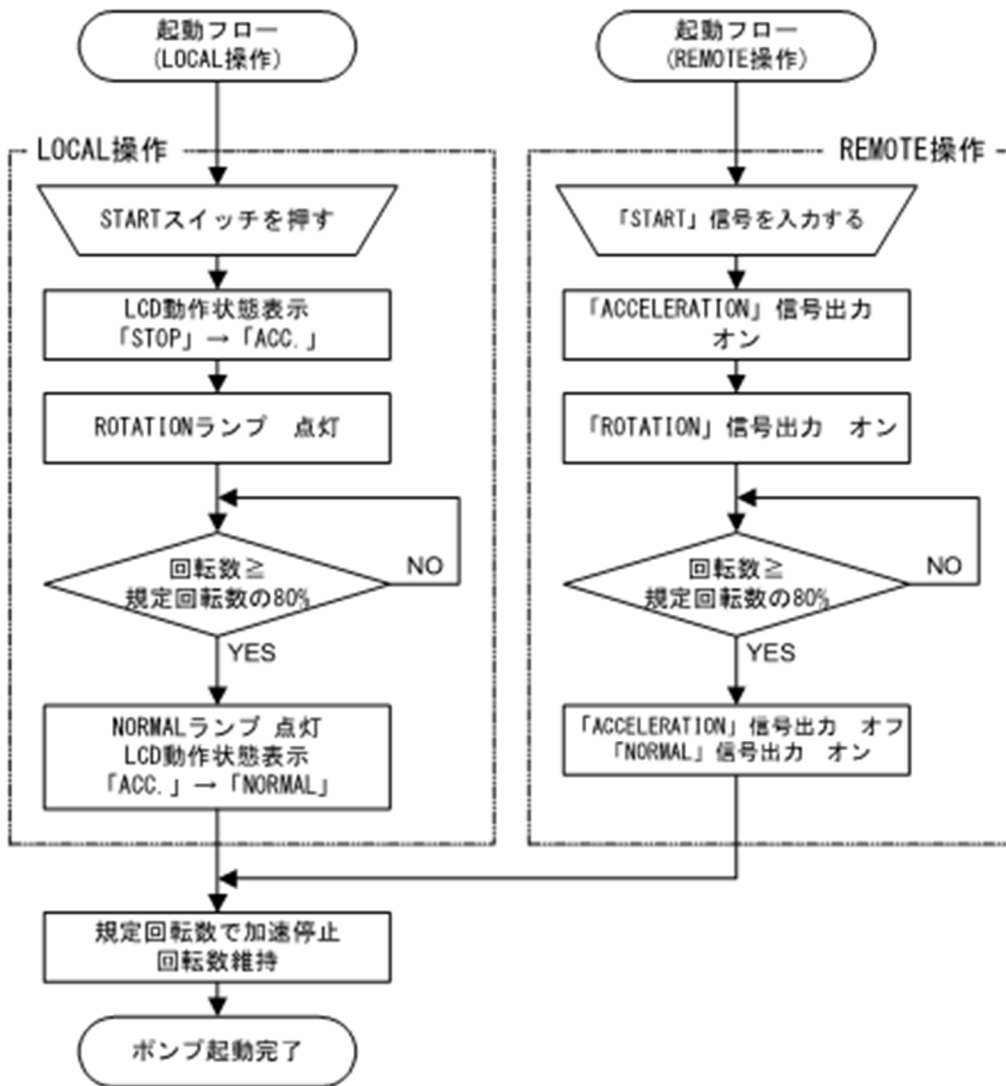 起動フロー
(LOCAL操作)
LOCAL操作
STARTスイッチを押す
LCD動作状態表示
「STOP」→「ACC.」
ROTATIONランプ　点灯
回転数≧
規定回転数の80%
NO
YES
NORMALランプ 点灯
LCD動作状態表示
「ACC.」→「NORMAL」
起動フロー
(REMOTE操作)
REMOTE操作
「START」信号を入力する
「ACCELERATION」信号出力
オン
「ROTATION」信号出力　オン
回転数≧
規定回転数の80%
NO
YES
「ACCELERATION」信号出力　オフ
「NORMAL」信号出力　オン
規定回転数で加速停止
回転数維持
ポンプ起動完了